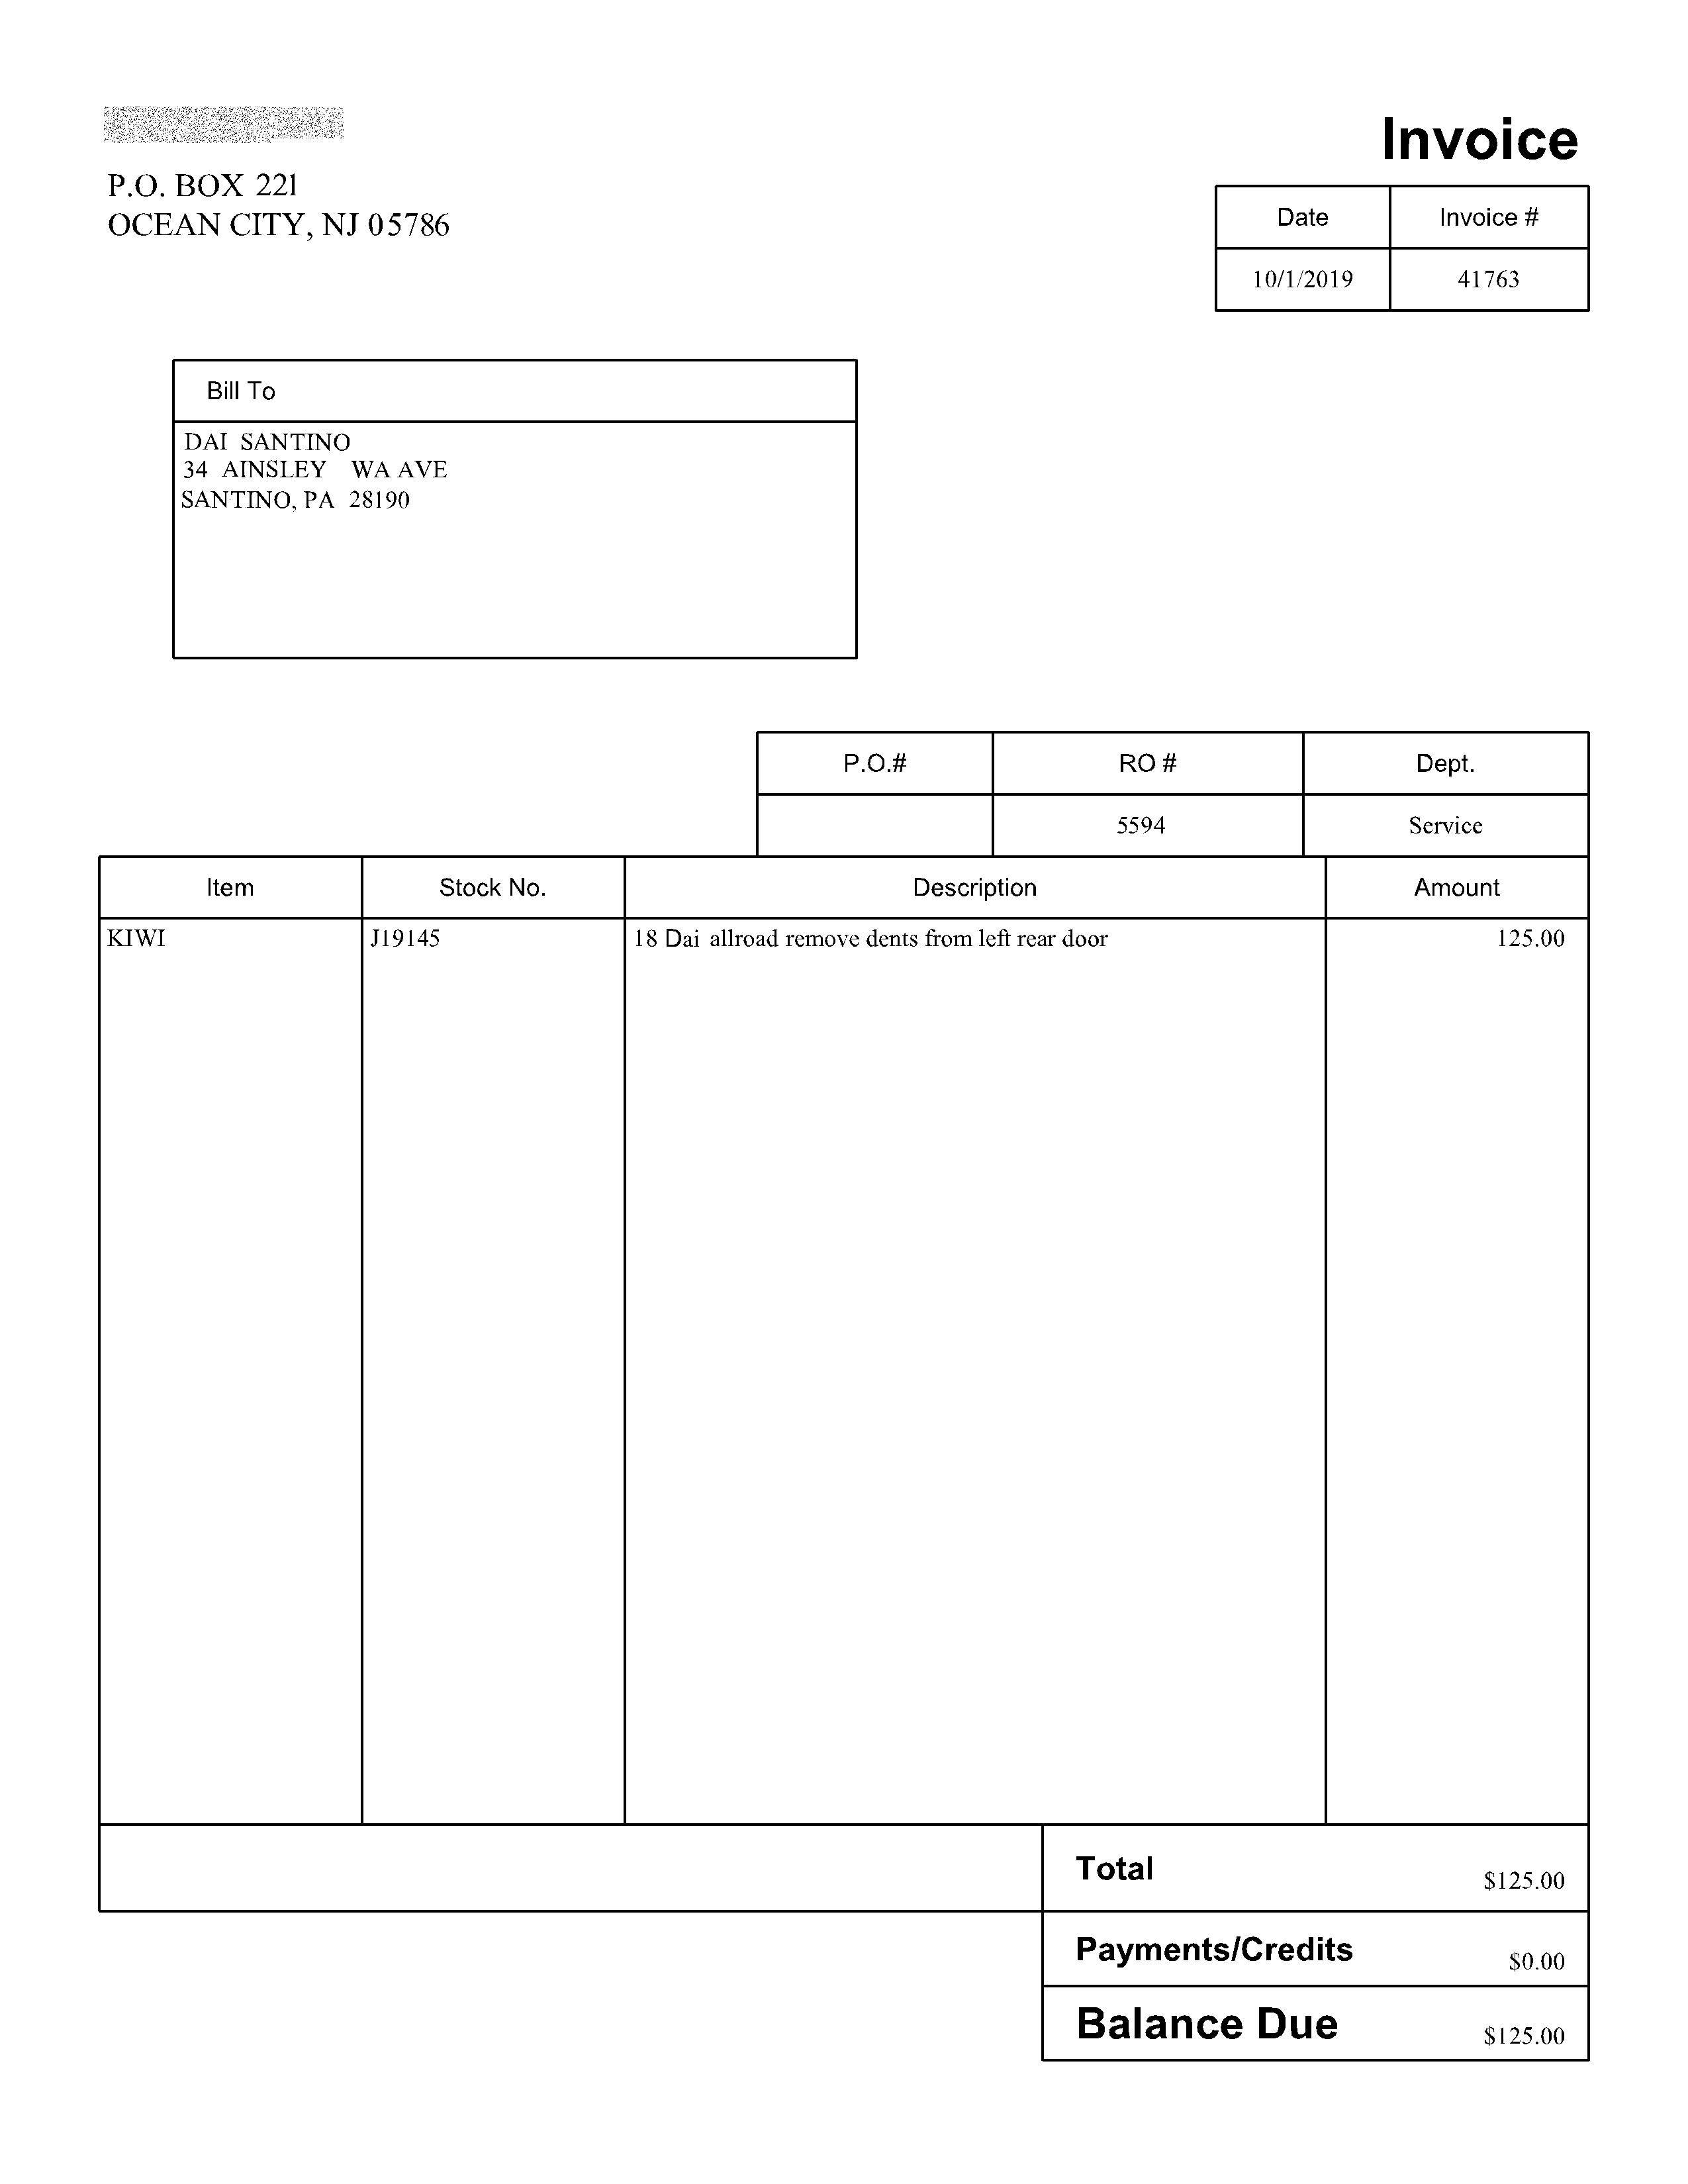 Invoice
P.O. BOX 221
OCEAN CITY, NJ 05786
Date Invoice #
10/1/2019 41763
Bill To
DAI SANTINO
34 AINSLEY WA AVE
SANTINO, PA 28190
P.O.# RO # Dept.
5594 Service
Item Stock No. Description Amount
KIWI J19145 18 Dai allroad remove dents from left rear door 125.00
Total $125.00
Payments/Credits $0.00
Balance Due $125.00